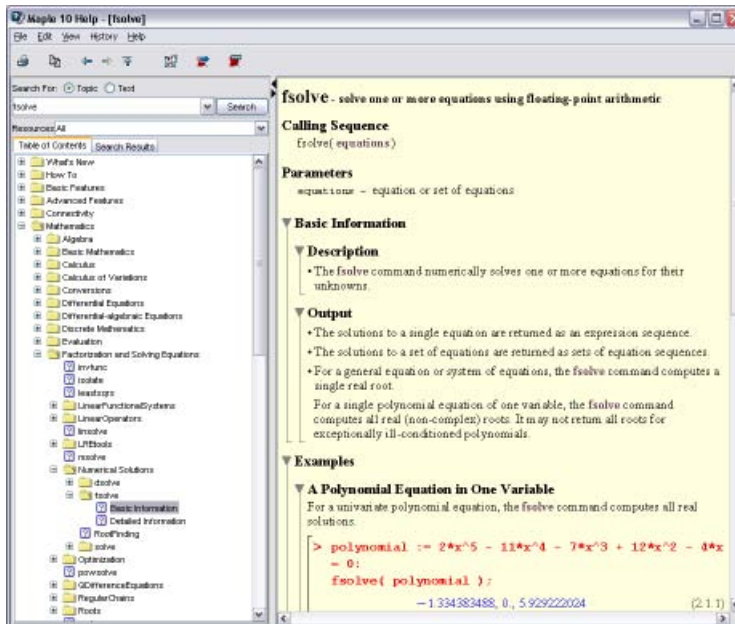 Maple 10 Help - [fsolve]
File Edit View History Help
Search For: Topic Text
fsolve Search
Resources All
Table of Contents Search Results
What's New
How To
Basic Features
Advanced Features
Connectivity
Mathematics
Algebra
Basic Mathematics
Calculus
Calculus of Variations
Conversions
Differential Equations
Differential-algebraic Equations
Discrete Mathematics
Evaluation
Factorization and Solving Equations
invfunc
isolate
leastsqrs
LinearFunctionalSystems
LinearOperators
linsolve
LREtools
rsolve
Numerical Solutions
dsolve
fsolve
Basic Information
Detailed Information
RootFinding
solve
Optimization
powsolve
QDifferenceEquations
RegularChains
Roots
fsolve - solve one or more equations using floating-point arithmetic
Calling Sequence
fsolve( equations )
Parameters
equations - equation or set of equations
Basic Information
Description
• The fsolve command numerically solves one or more equations for their
unknowns.
Output
• The solutions to a single equation are returned as an expression sequence.
• The solutions to a set of equations are returned as sets of equation sequences.
• For a general equation or system of equations, the fsolve command computes a
single real root.
For a single polynomial equation of one variable, the fsolve command
computes all real (non-complex) roots. It may not return all roots for
exceptionally ill-conditioned polynomials.
Examples
A Polynomial Equation in One Variable
For a univariate polynomial equation, the fsolve command computes all real
solutions.
> polynomial := 2*x^5 - 11*x^4 - 7*x^3 + 12*x^2 - 4*x
= 0:
fsolve( polynomial );
-1.334383488, 0., 5.929222024 (2.1.1)